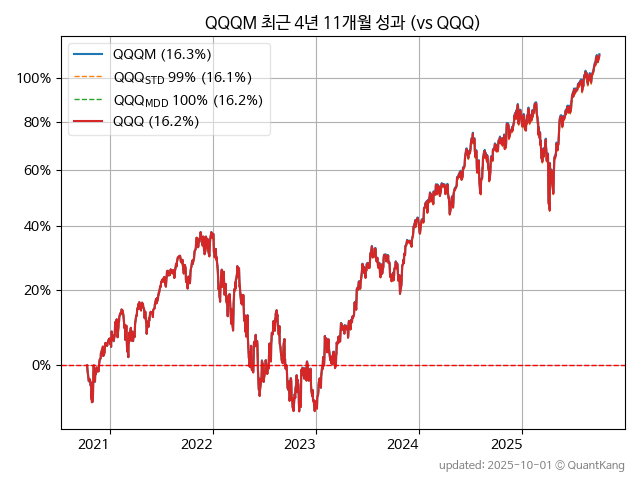 QQQM 최근 4년 11개월 성과 (vs QQQ)
QQQM (16.3%)
QQQSTD 99% (16.1%)
QQQMDD 100% (16.2%)
QQQ (16.2%)
100%
80%
60%
40%
20%
0%
2021 2022 2023 2024 2025
updated: 2025-10-01 © QuantKang